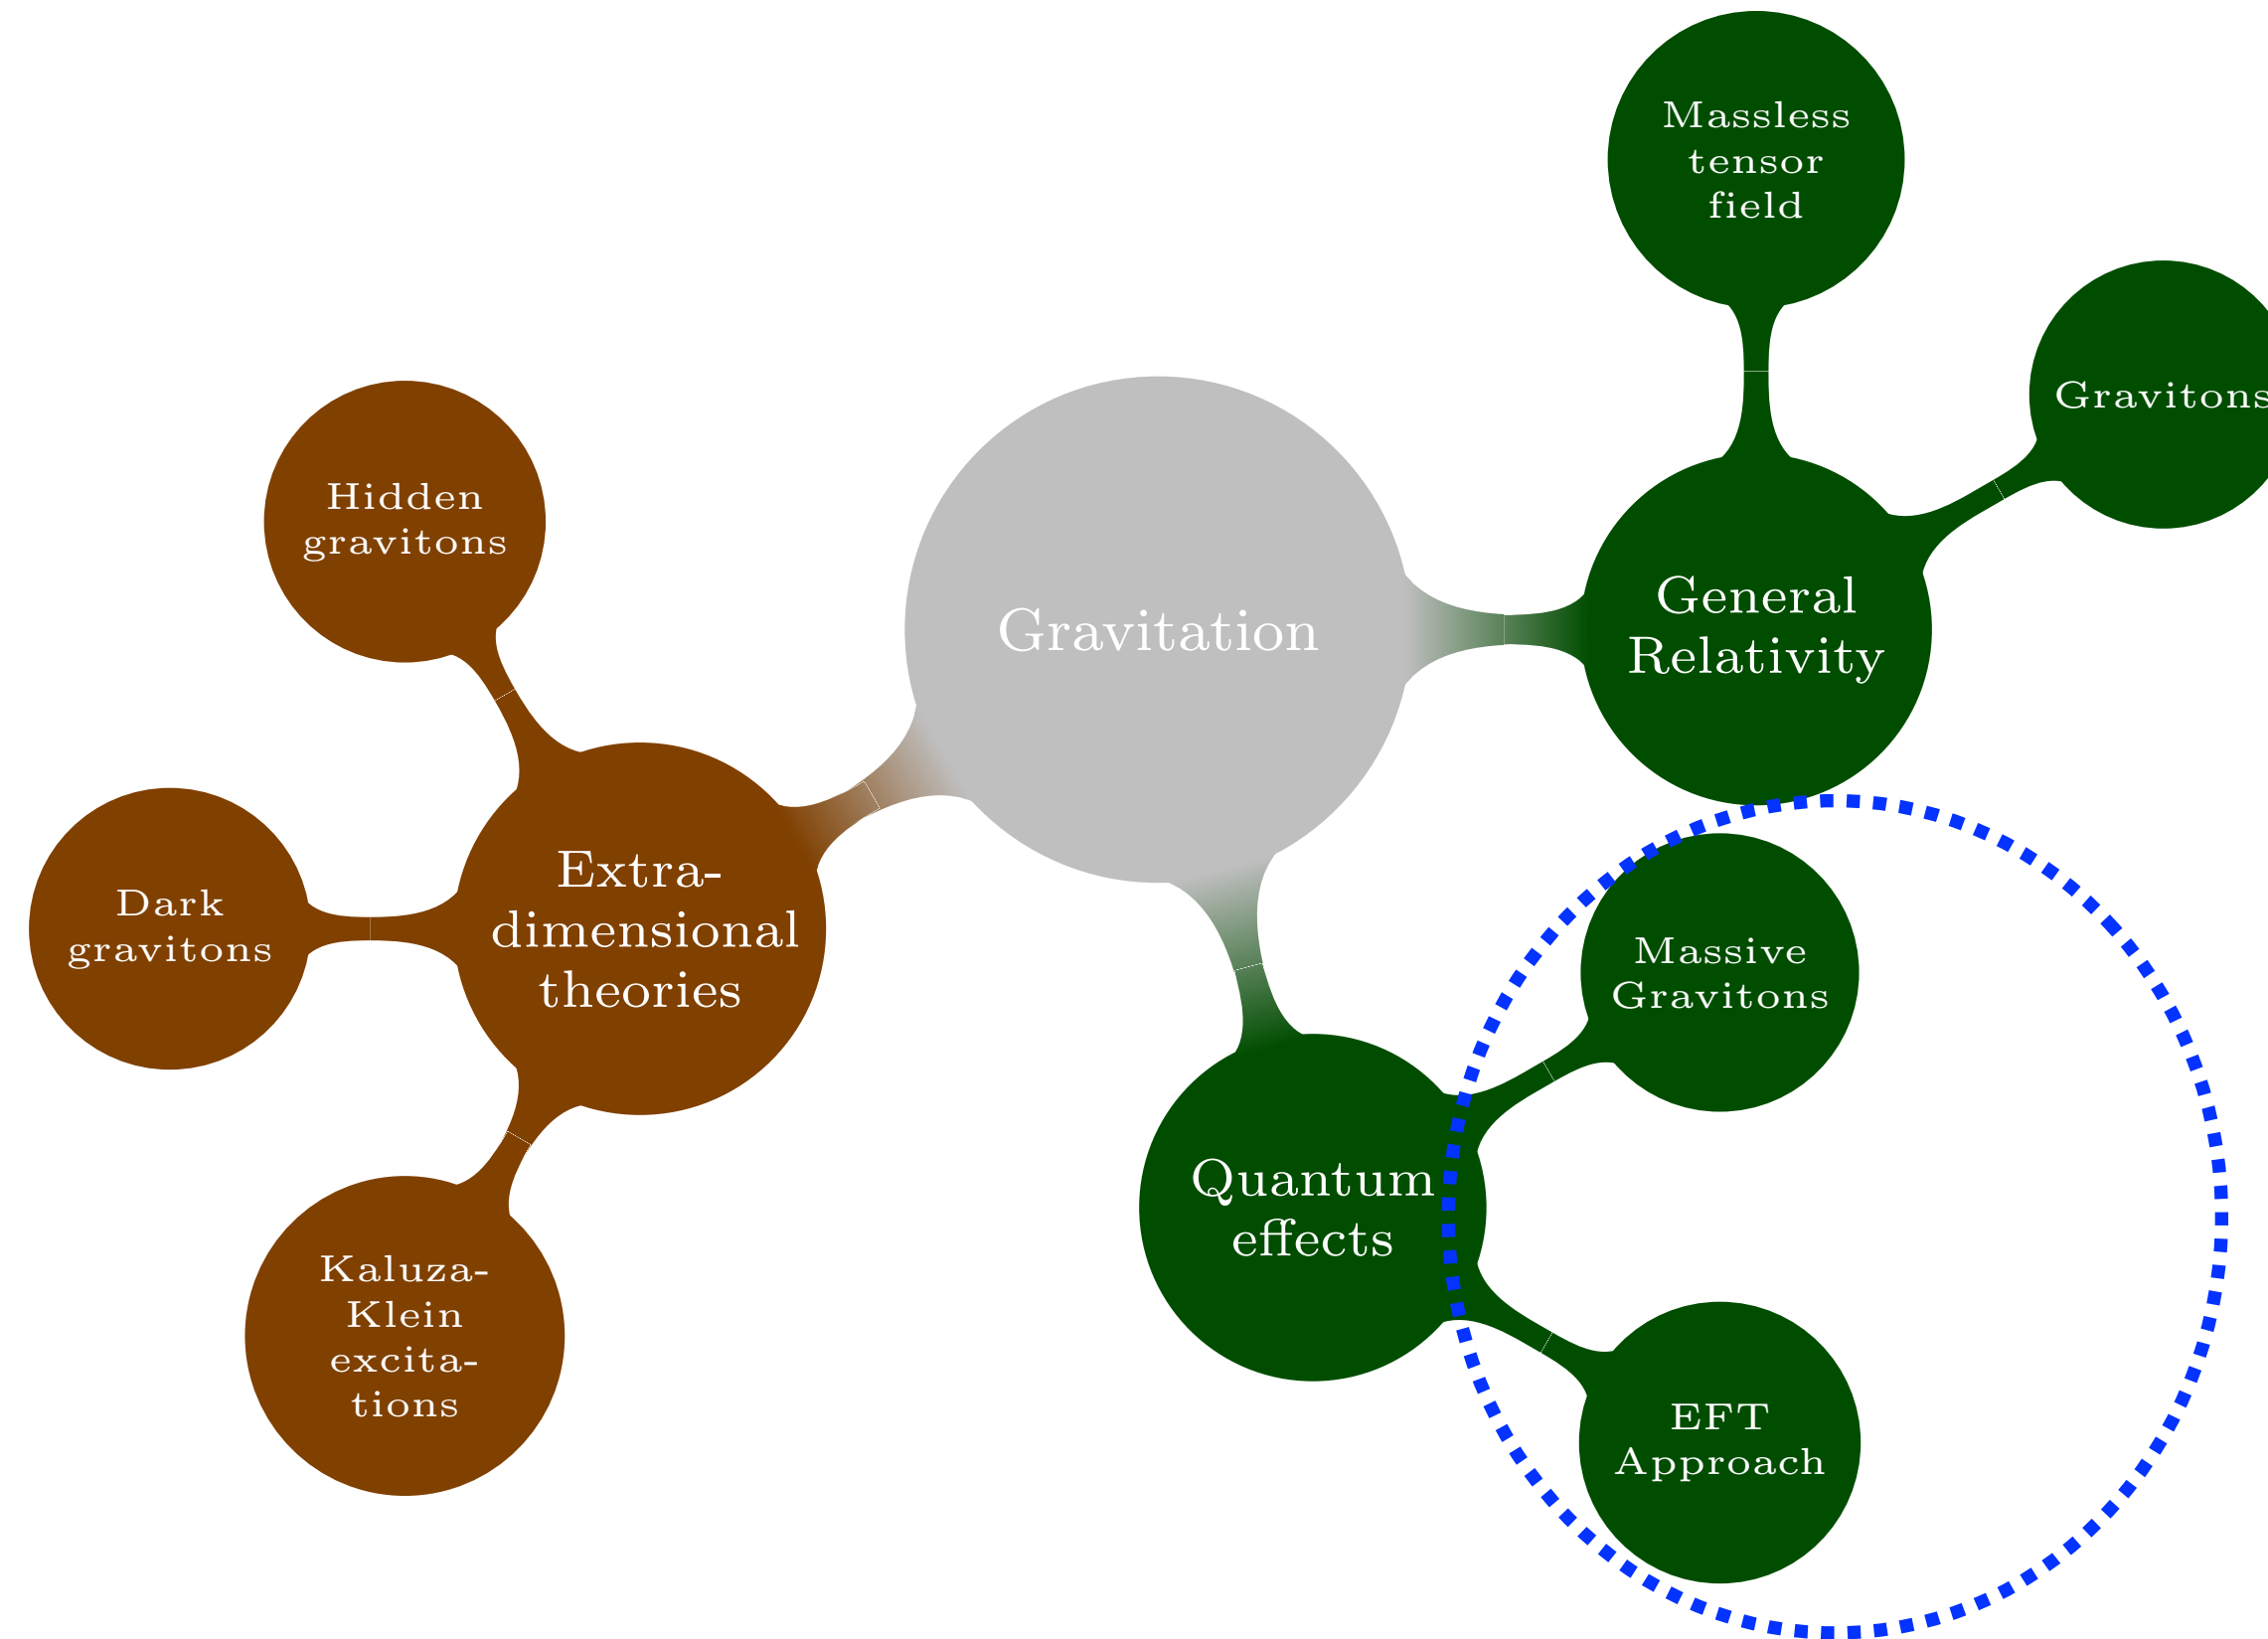 Massless
tensor
field
Gravitons
Hidden
gravitons
Gravitation
General
Relativity
Dark
gravitons
Extra-
dimensional
theories
Massive
Gravitons
Quantum
effects
Kaluza-
Klein
excita-
tions
EFT
Approach